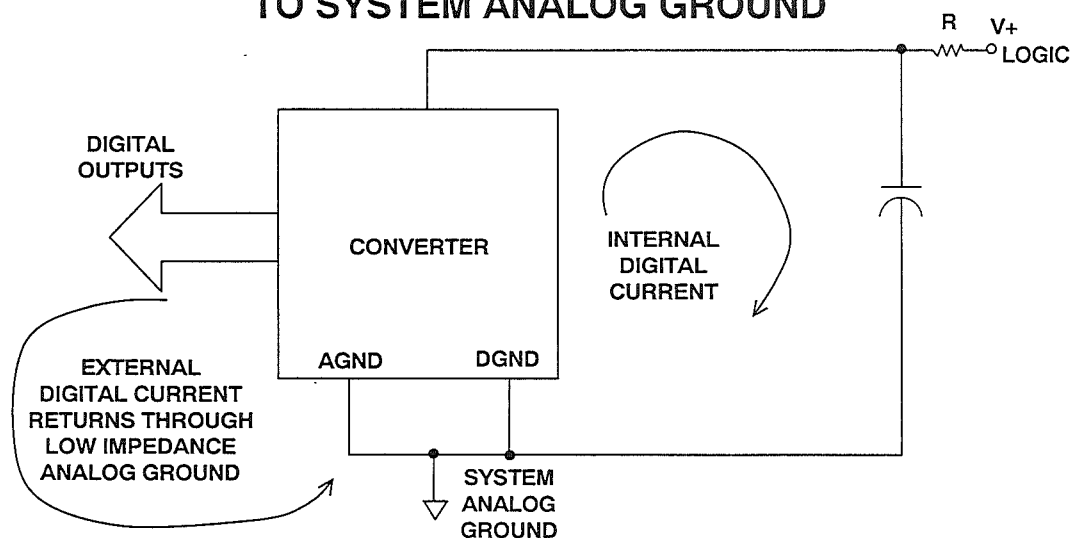 TO SYSTEM ANALOG GROUND
R
V+
LOGIC
DIGITAL
OUTPUTS
CONVERTER
INTERNAL
DIGITAL
CURRENT
AGND
DGND
EXTERNAL
DIGITAL CURRENT
RETURNS THROUGH
LOW IMPEDANCE
ANALOG GROUND
SYSTEM
ANALOG
GROUND